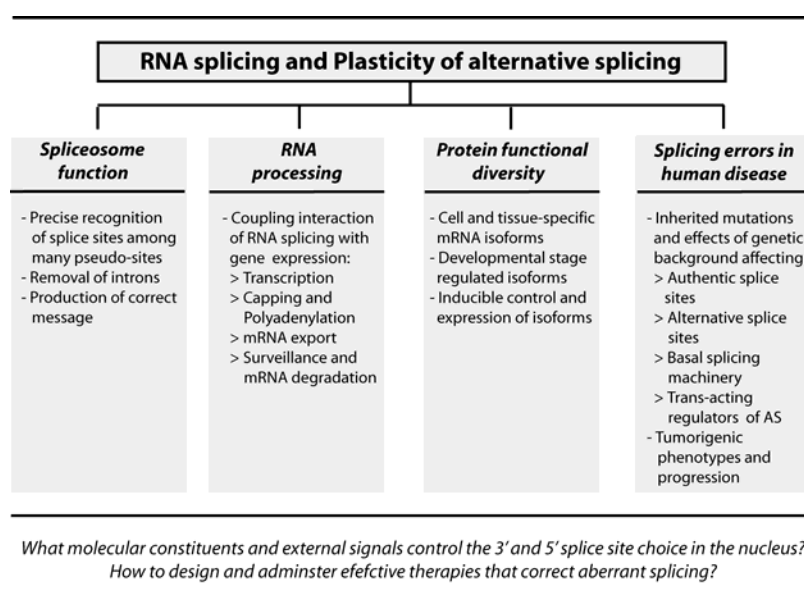 RNA splicing and Plasticity of alternative splicing
Spliceosome
function
- Precise recognition
of splice sites among
many pseudo-sites
- Removal of introns
- Production of correct
message
RNA
processing
- Coupling interaction
of RNA splicing with
gene expression:
> Transcription
> Capping and
Polyadenylation
> mRNA export
> Surveillance and
mRNA degradation
Protein functional
diversity
- Cell and tissue-specific
mRNA isoforms
- Developmental stage
regulated isoforms
- Inducible control and
expression of isoforms
Splicing errors in
human disease
- Inherited mutations
and effects of genetic
background affecting:
> Authentic splice
sites
> Alternative splice
sites
> Basal splicing
machinery
> Trans-acting
regulators of AS
- Tumorigenic
phenotypes and
progression
What molecular constituents and external signals control the 3’ and 5’ splice site choice in the nucleus?
How to design and adminster efefctive therapies that correct aberrant splicing?